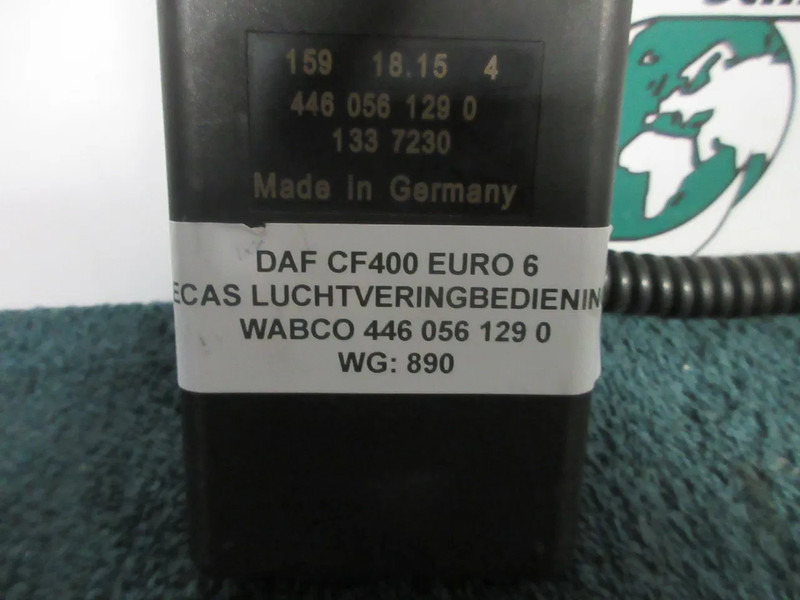 159 18.15 4
446 056 129 0
133 7230
Made in Germany
DAF CF400 EURO 6
ECAS LUCHTVERINGBEDIENIN
WABCO 446 056 129 0
WG: 890